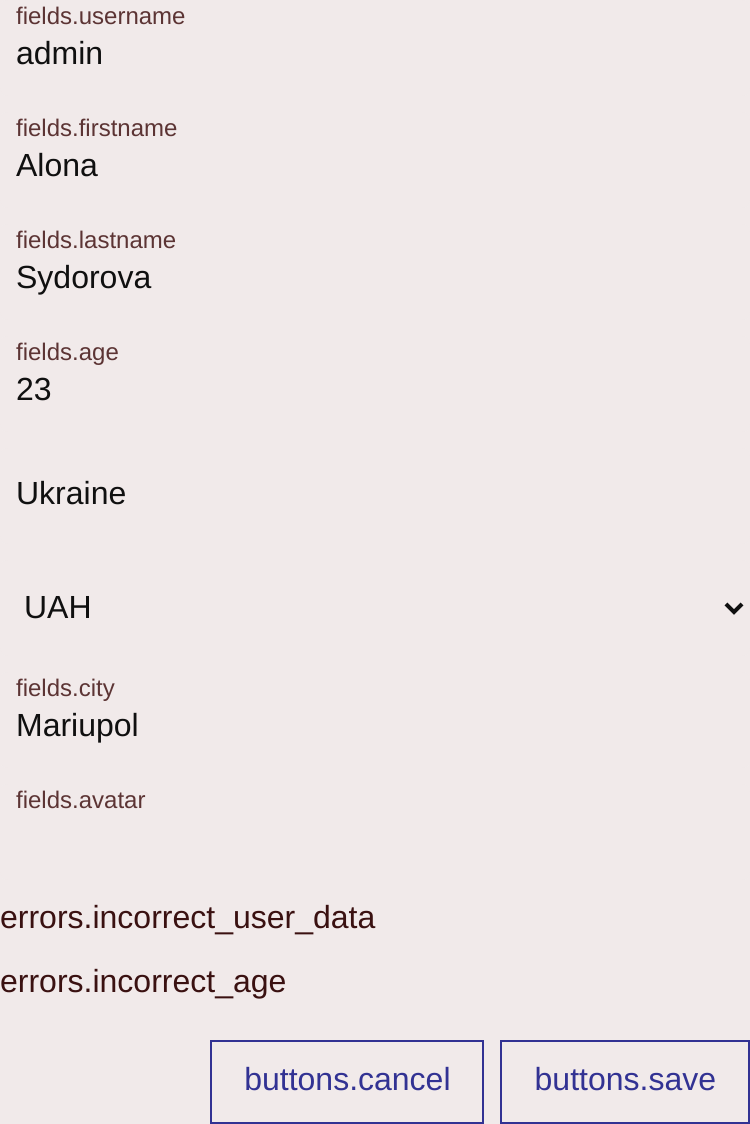 fields.username
admin
fields.firstname
Alona
fields.lastname
Sydorova
fields.age
23
Ukraine
UAH
fields.city
Mariupol
fields.avatar
errors.incorrect_user_data
errors.incorrect_age
buttons.cancel
buttons.save